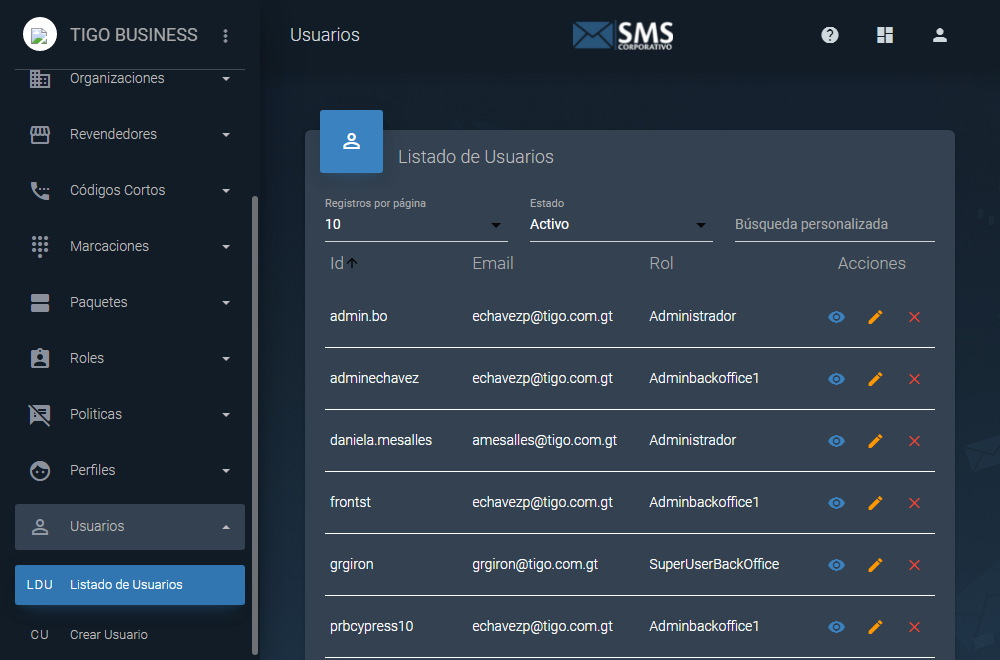 TIGO BUSINESS
Organizaciones
Revendedores
Códigos Cortos
Marcaciones
Paquetes
Roles
Politicas
Perfiles
Usuarios
LDU Listado de Usuarios
CU Crear Usuario
Usuarios
SMS
CORPORATIVO
Listado de Usuarios
Registros por página Estado
10 Activo Búsqueda personalizada
Id Email Rol Acciones
admin.bo echavezp@tigo.com.gt Administrador
adminechavez echavezp@tigo.com.gt Adminbackoffice1
daniela.mesalles amesalles@tigo.com.gt Administrador
frontst echavezp@tigo.com.gt Adminbackoffice1
grgiron grgiron@tigo.com.gt SuperUserBackOffice
prbcypress10 echavezp@tigo.com.gt Adminbackoffice1